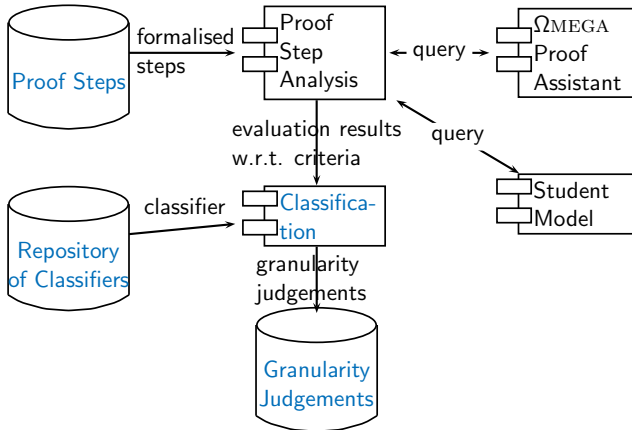 formalised
steps
Proof Steps
Proof
Step
Analysis
query
ΩMEGA
Proof
Assistant
evaluation results
w.r.t. criteria
query
Student
Model
classifier
Repository
of Classifiers
Classifica-
tion
granularity
judgements
Granularity
Judgements